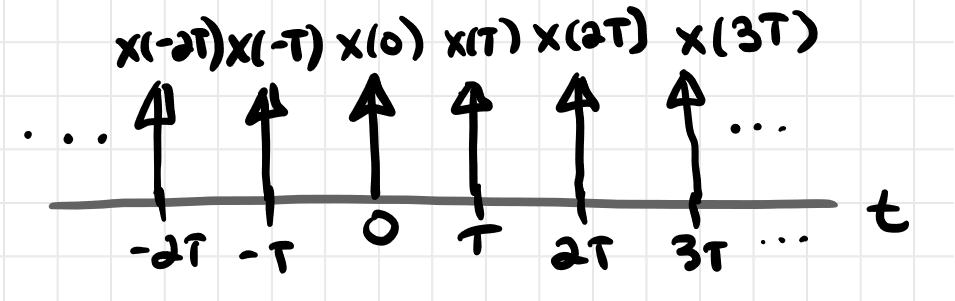 x(-2T) x(-T) x(0) x(T) x(2T] x(3T)
... ...
t
-2T -T 0 T 2T 3T ...